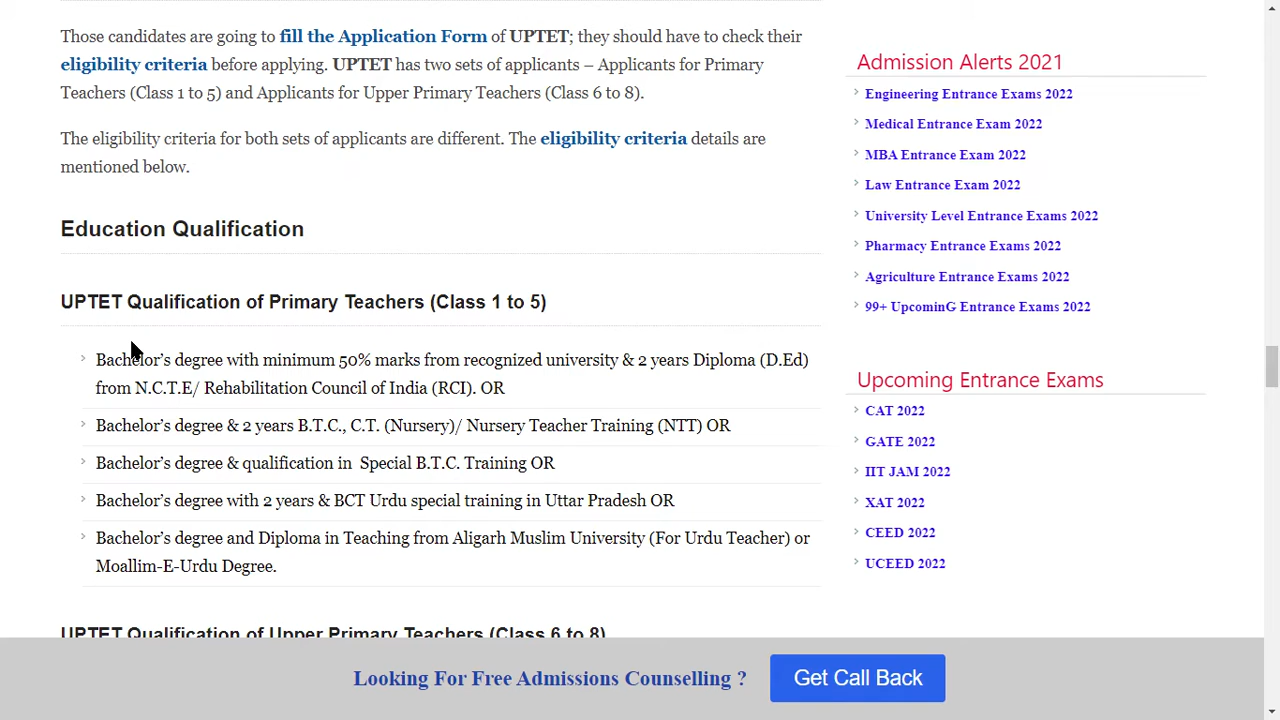 Those candidates are going to fill the Application Form of UPTET; they should have to check their
eligibility criteria before applying. UPTET has two sets of applicants – Applicants for Primary
Teachers (Class 1 to 5) and Applicants for Upper Primary Teachers (Class 6 to 8).
The eligibility criteria for both sets of applicants are different. The eligibility criteria details are
mentioned below.
Education Qualification
UPTET Qualification of Primary Teachers (Class 1 to 5)
Bachelor's degree with minimum 50% marks from recognized university & 2 years Diploma (D.Ed)
from N.C.T.E/ Rehabilitation Council of India (RCI). OR
Bachelor's degree & 2 years B.T.C., C.T. (Nursery)/ Nursery Teacher Training (NTT) OR
Bachelor's degree & qualification in  Special B.T.C. Training OR
Bachelor's degree with 2 years & BCT Urdu special training in Uttar Pradesh OR
Bachelor's degree and Diploma in Teaching from Aligarh Muslim University (For Urdu Teacher) or
Moallim-E-Urdu Degree.
UPTET Qualification of Upper Primary Teachers (Class 6 to 8)
Admission Alerts 2021
Engineering Entrance Exams 2022
Medical Entrance Exam 2022
MBA Entrance Exam 2022
Law Entrance Exam 2022
University Level Entrance Exams 2022
Pharmacy Entrance Exams 2022
Agriculture Entrance Exams 2022
99+ UpcominG Entrance Exams 2022
Upcoming Entrance Exams
CAT 2022
GATE 2022
IIT JAM 2022
XAT 2022
CEED 2022
UCEED 2022
Looking For Free Admissions Counselling ?
Get Call Back